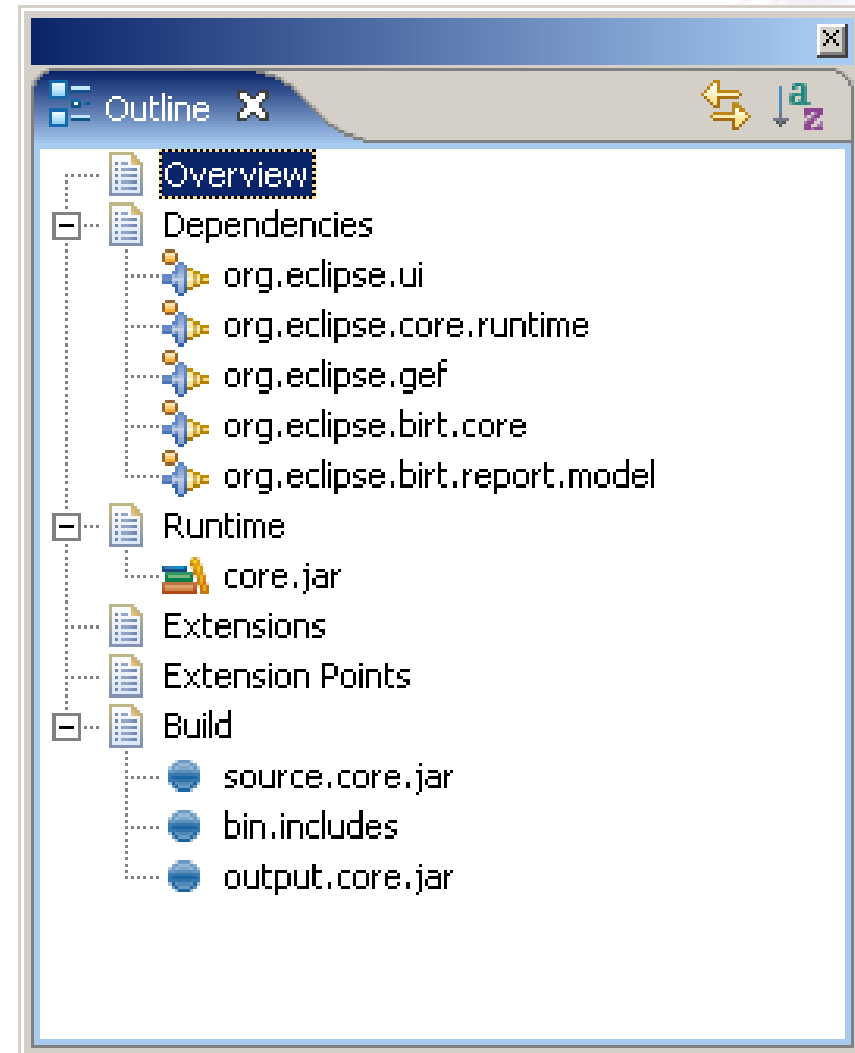 Outline
Overview
Dependencies
org.eclipse.ui
org.eclipse.core.runtime
org.eclipse.gef
org.eclipse.birt.core
org.eclipse.birt.report.model
Runtime
core.jar
Extensions
Extension Points
Build
source.core.jar
bin.includes
output.core.jar